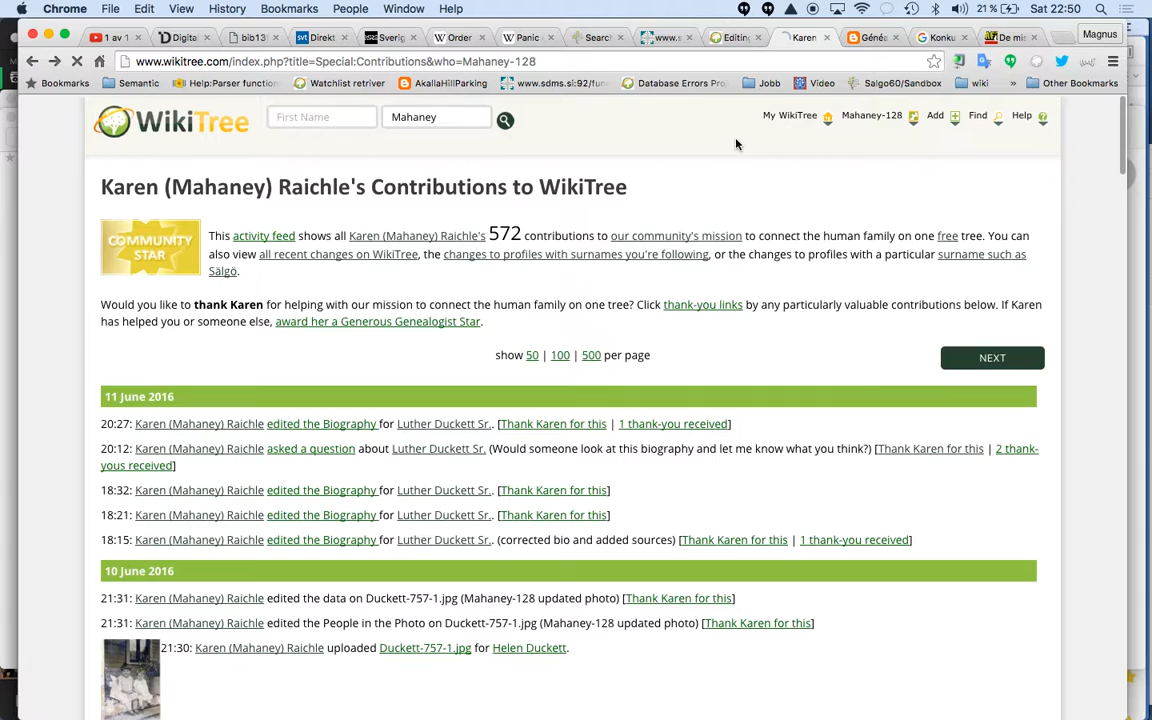 Chrome File Edit View History Bookmarks People Window Help 21 % Sat 22:50
1 av 1 Digital bib13 Direkt Sverig Order Panic Search www.s Editing Karen Généa Konku De mis Magnus
www.wikitree.com/index.php?title=Special:Contributions&who=Mahaney-128
Bookmarks Semantic Help:Parser function Watchlist retriever AkallaHällParking www.sdms.si:92/fun Database Errors Pro Jobb Video Salgo60/Sandbox wiki » Other Bookmarks
WikiTree First Name Mahaney My WikiTree Mahaney-128 Add Find Help
Karen (Mahaney) Raichle's Contributions to WikiTree
COMMUNITY
STAR
This activity feed shows all Karen (Mahaney) Raichle's 572 contributions to our community's mission to connect the human family on one free tree. You can
also view all recent changes on WikiTree, the changes to profiles with surnames you're following, or the changes to profiles with a particular surname such as
Sälgö.
Would you like to thank Karen for helping with our mission to connect the human family on one tree? Click thank-you links by any particularly valuable contributions below. If Karen
has helped you or someone else, award her a Generous Genealogist Star.
show 50 | 100 | 500 per page NEXT
11 June 2016
20:27: Karen (Mahaney) Raichle edited the Biography for Luther Duckett Sr.. [Thank Karen for this | 1 thank-you received]
20:12: Karen (Mahaney) Raichle asked a question about Luther Duckett Sr. (Would someone look at this biography and let me know what you think?) [Thank Karen for this | 2 thank-
yous received]
18:32: Karen (Mahaney) Raichle edited the Biography for Luther Duckett Sr.. [Thank Karen for this]
18:21: Karen (Mahaney) Raichle edited the Biography for Luther Duckett Sr.. [Thank Karen for this]
18:15: Karen (Mahaney) Raichle edited the Biography for Luther Duckett Sr.. (corrected bio and added sources) [Thank Karen for this | 1 thank-you received]
10 June 2016
21:31: Karen (Mahaney) Raichle edited the data on Duckett-757-1.jpg (Mahaney-128 updated photo) [Thank Karen for this]
21:31: Karen (Mahaney) Raichle edited the People in the Photo on Duckett-757-1.jpg (Mahaney-128 updated photo) [Thank Karen for this]
21:30: Karen (Mahaney) Raichle uploaded Duckett-757-1.jpg for Helen Duckett.